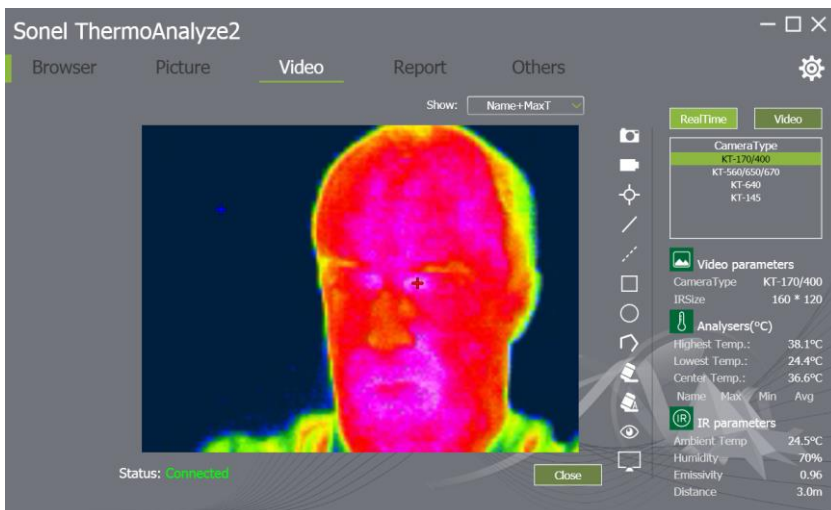 Sonel ThermoAnalyze2
Browser Picture Video Report Others
Show: Name+MaxT
RealTime Video
CameraType
KT-170/400
KT-560/650/670
KT-640
KT-145
Video parameters
CameraType KT-170/400
IRSize 160 * 120
Analysers(°C)
Highest Temp.: 38.1°C
Lowest Temp.: 24.4°C
Center Temp.: 36.6°C
Name Max Min Avg
IR IR parameters
Ambient Temp 24.5°C
Humidity 70%
Emissivity 0.96
Distance 3.0m
Status: Connected
Close